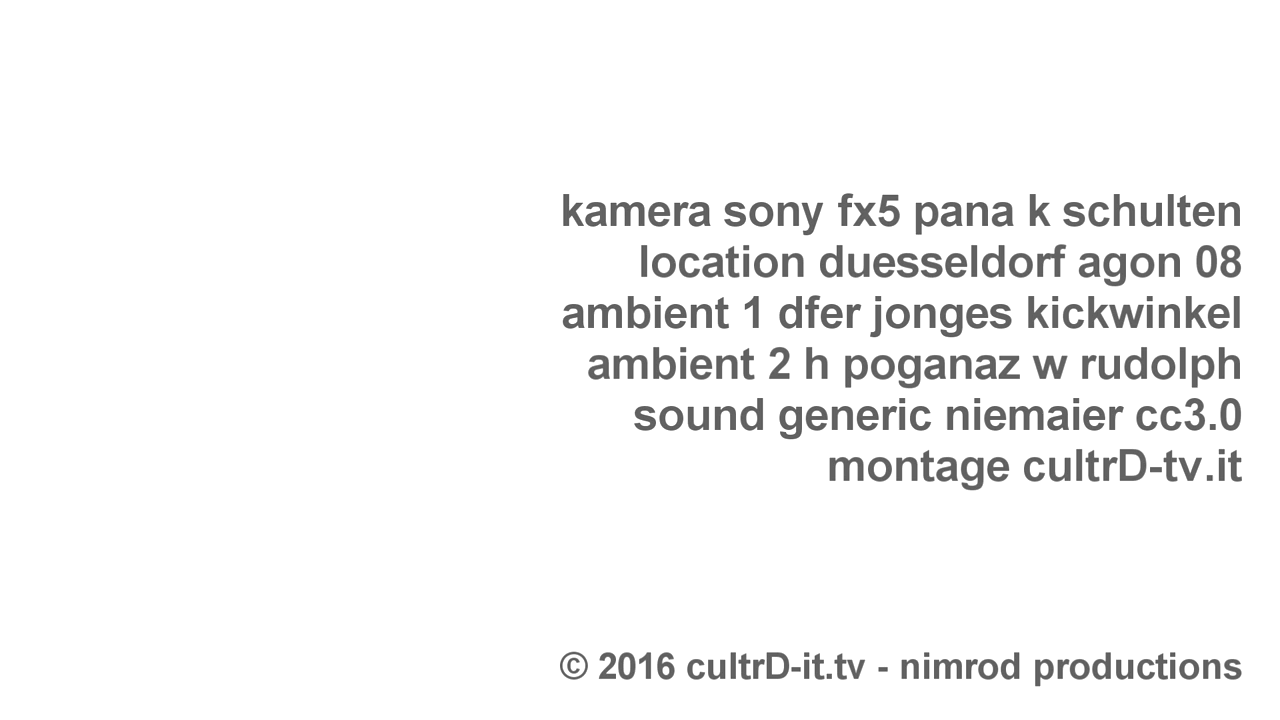 kamera sony fx5 pana k schulten
location duesseldorf agon 08
ambient 1 dfer jonges kickwinkel
ambient 2 h poganaz w rudolph
sound generic niemaier cc3.0
montage cultrD-tv.it
© 2016 cultrD-it.tv - nimrod productions